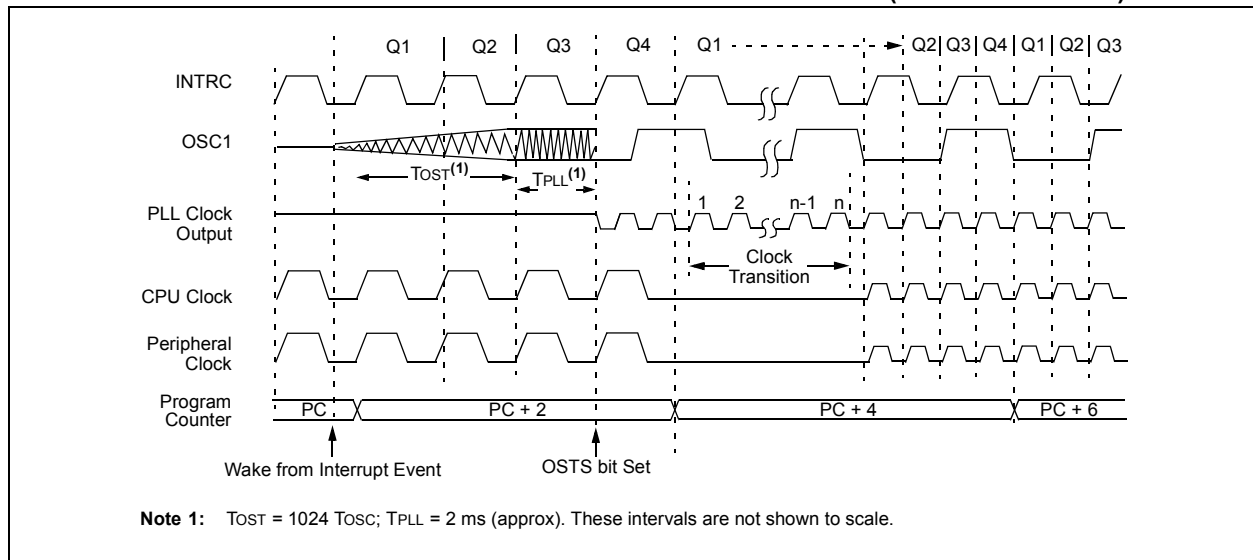 Q1 Q2 Q3 Q4 Q1 Q2 Q3 Q4 Q1 Q2 Q3
INTRC
OSC1
TOST(1) TPLL(1)
1 2 n-1 n
PLL Clock
Output
Clock
Transition
CPU Clock
Peripheral
Clock
Program
Counter
PC PC + 2 PC + 4 PC + 6
Wake from Interrupt Event OSTS bit Set
Note 1: TOST = 1024 TOSC; TPLL = 2 ms (approx). These intervals are not shown to scale.